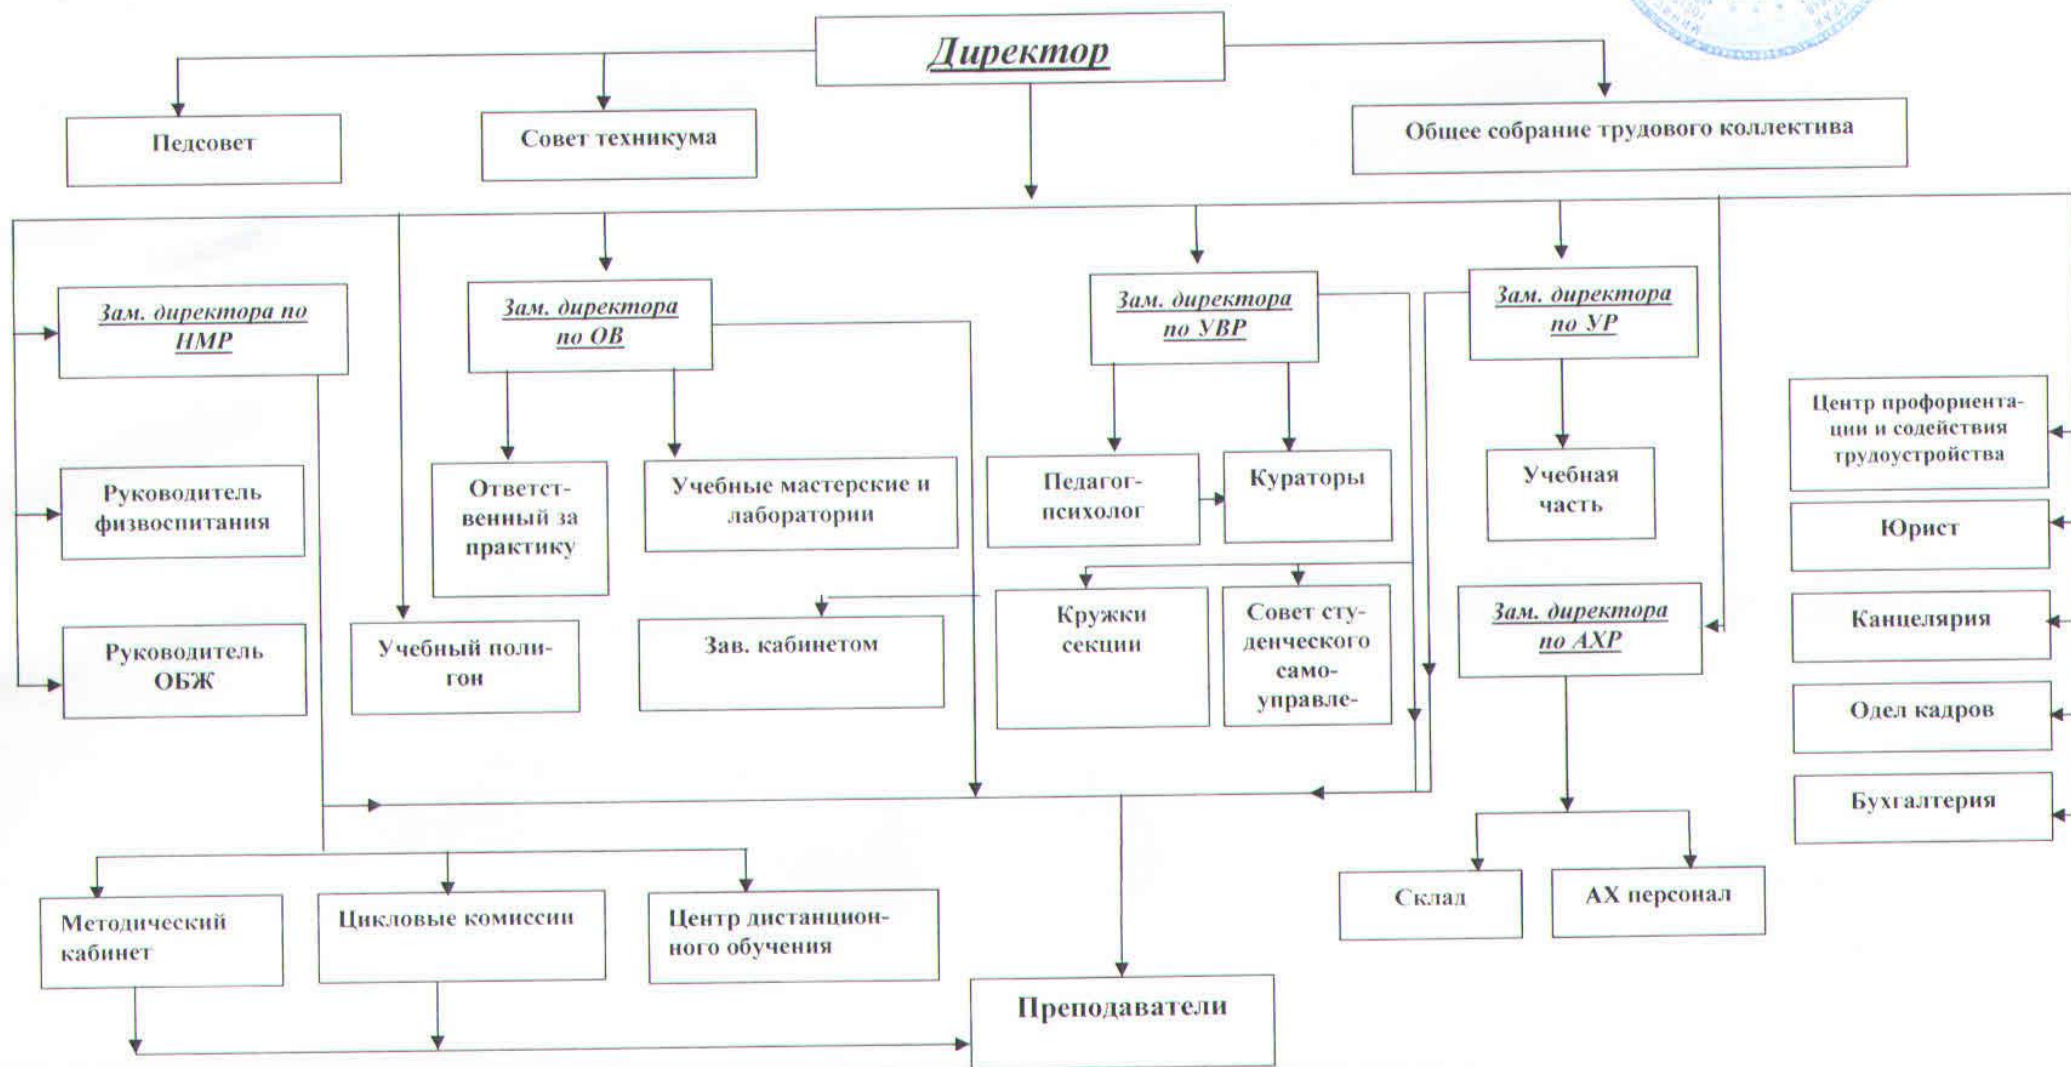 Директор
Педсовет
Совет техникума
Общее собрание трудового коллектива
Зам. директора по
НМР
Зам. директора
по ОВ
Зам. директора
по УВР
Зам. директора
по УР
Центр профориента-
ции и содействия
трудоустройства
Руководитель
физвоспитания
Ответст-
венный за
практику
Учебные мастерские и
лаборатории
Педагог-
психолог
Кураторы
Учебная
часть
Юрист
Руководитель
ОБЖ
Учебный поли-
гон
Зав. кабинетом
Кружки
секции
Совет сту-
денческого
само-
управле-
Зам. директора
по АХР
Канцелярия
Одел кадров
Бухгалтерия
Методический
кабинет
Цикловые комиссии
Центр дистанцион-
ного обучения
Склад
АХ персонал
Преподаватели